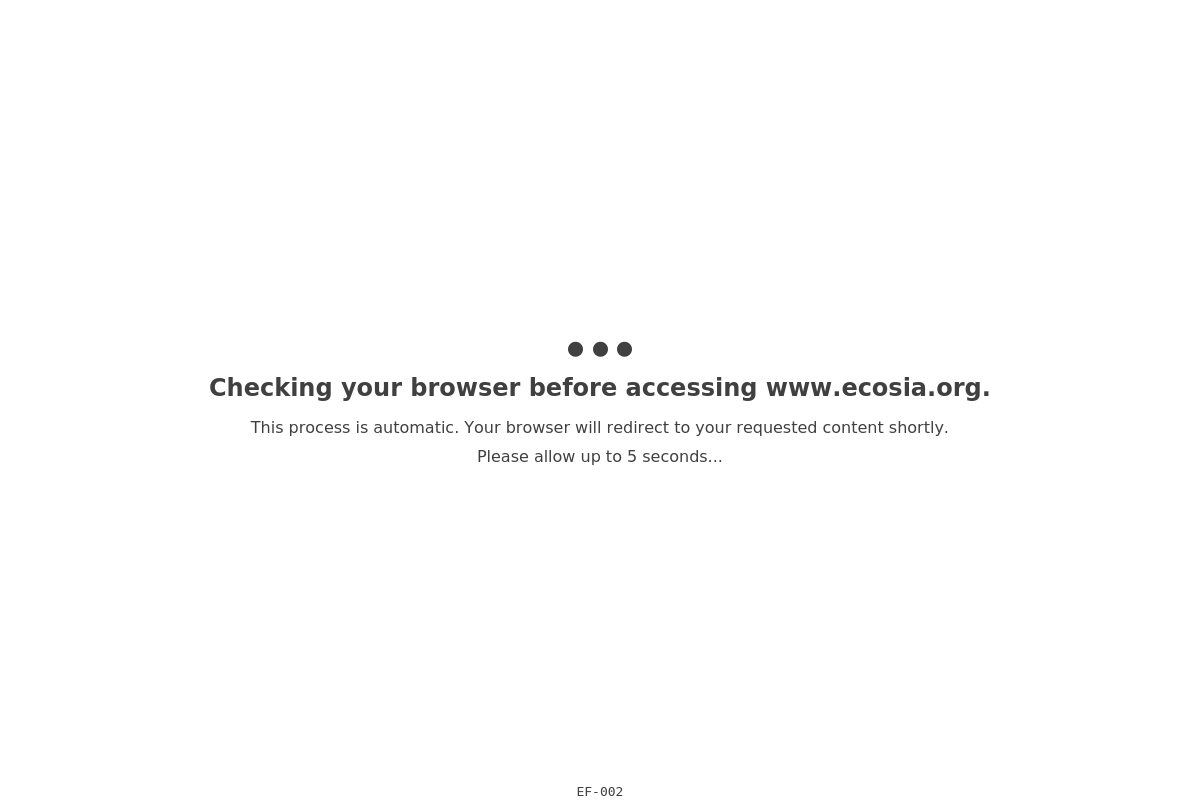 Checking your browser before accessing www.ecosia.org.
This process is automatic. Your browser will redirect to your requested content shortly.
Please allow up to 5 seconds...
EF-002